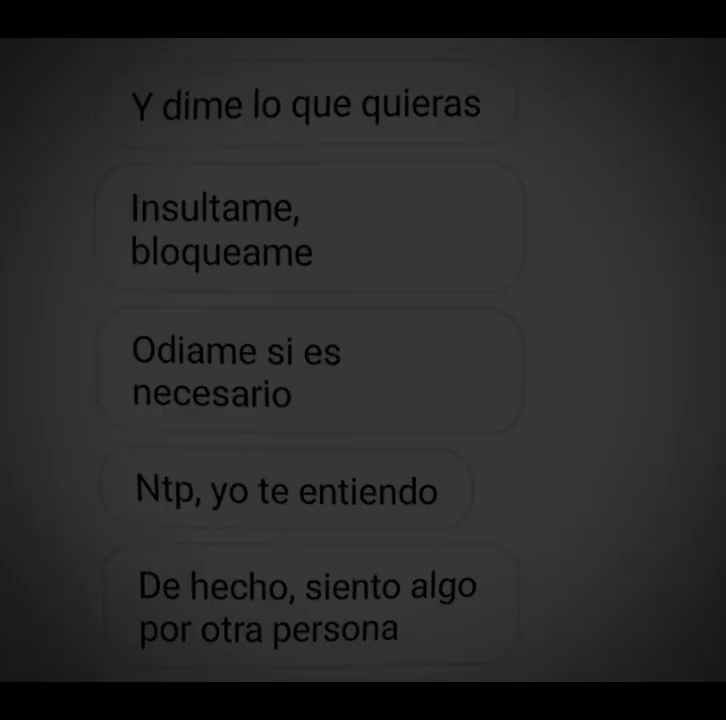 Y dime lo que quieras
Insultame,
bloqueame
Odiame si es
necesario
Ntp, yo te entiendo
De hecho, siento algo
por otra persona